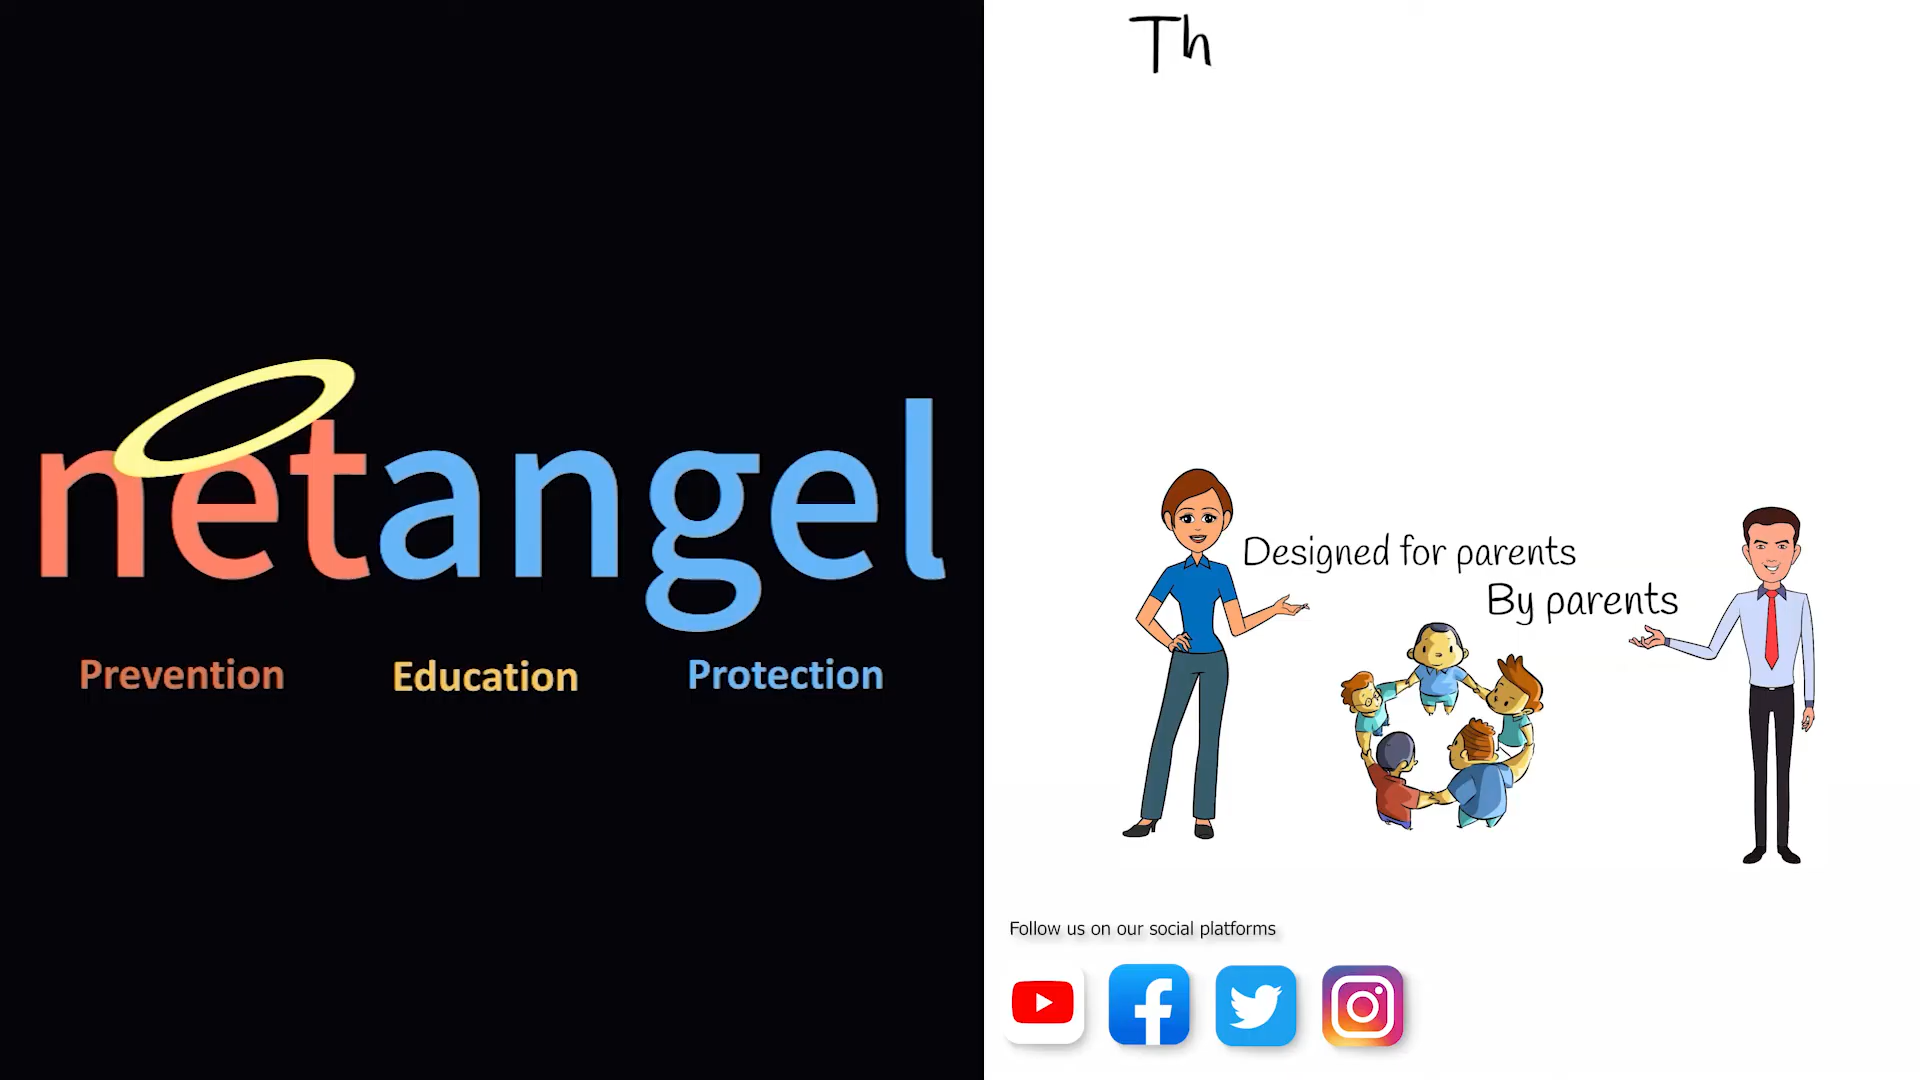 netangel
Prevention Education Protection
Th
Designed for parents
By parents
Follow us on our social platforms